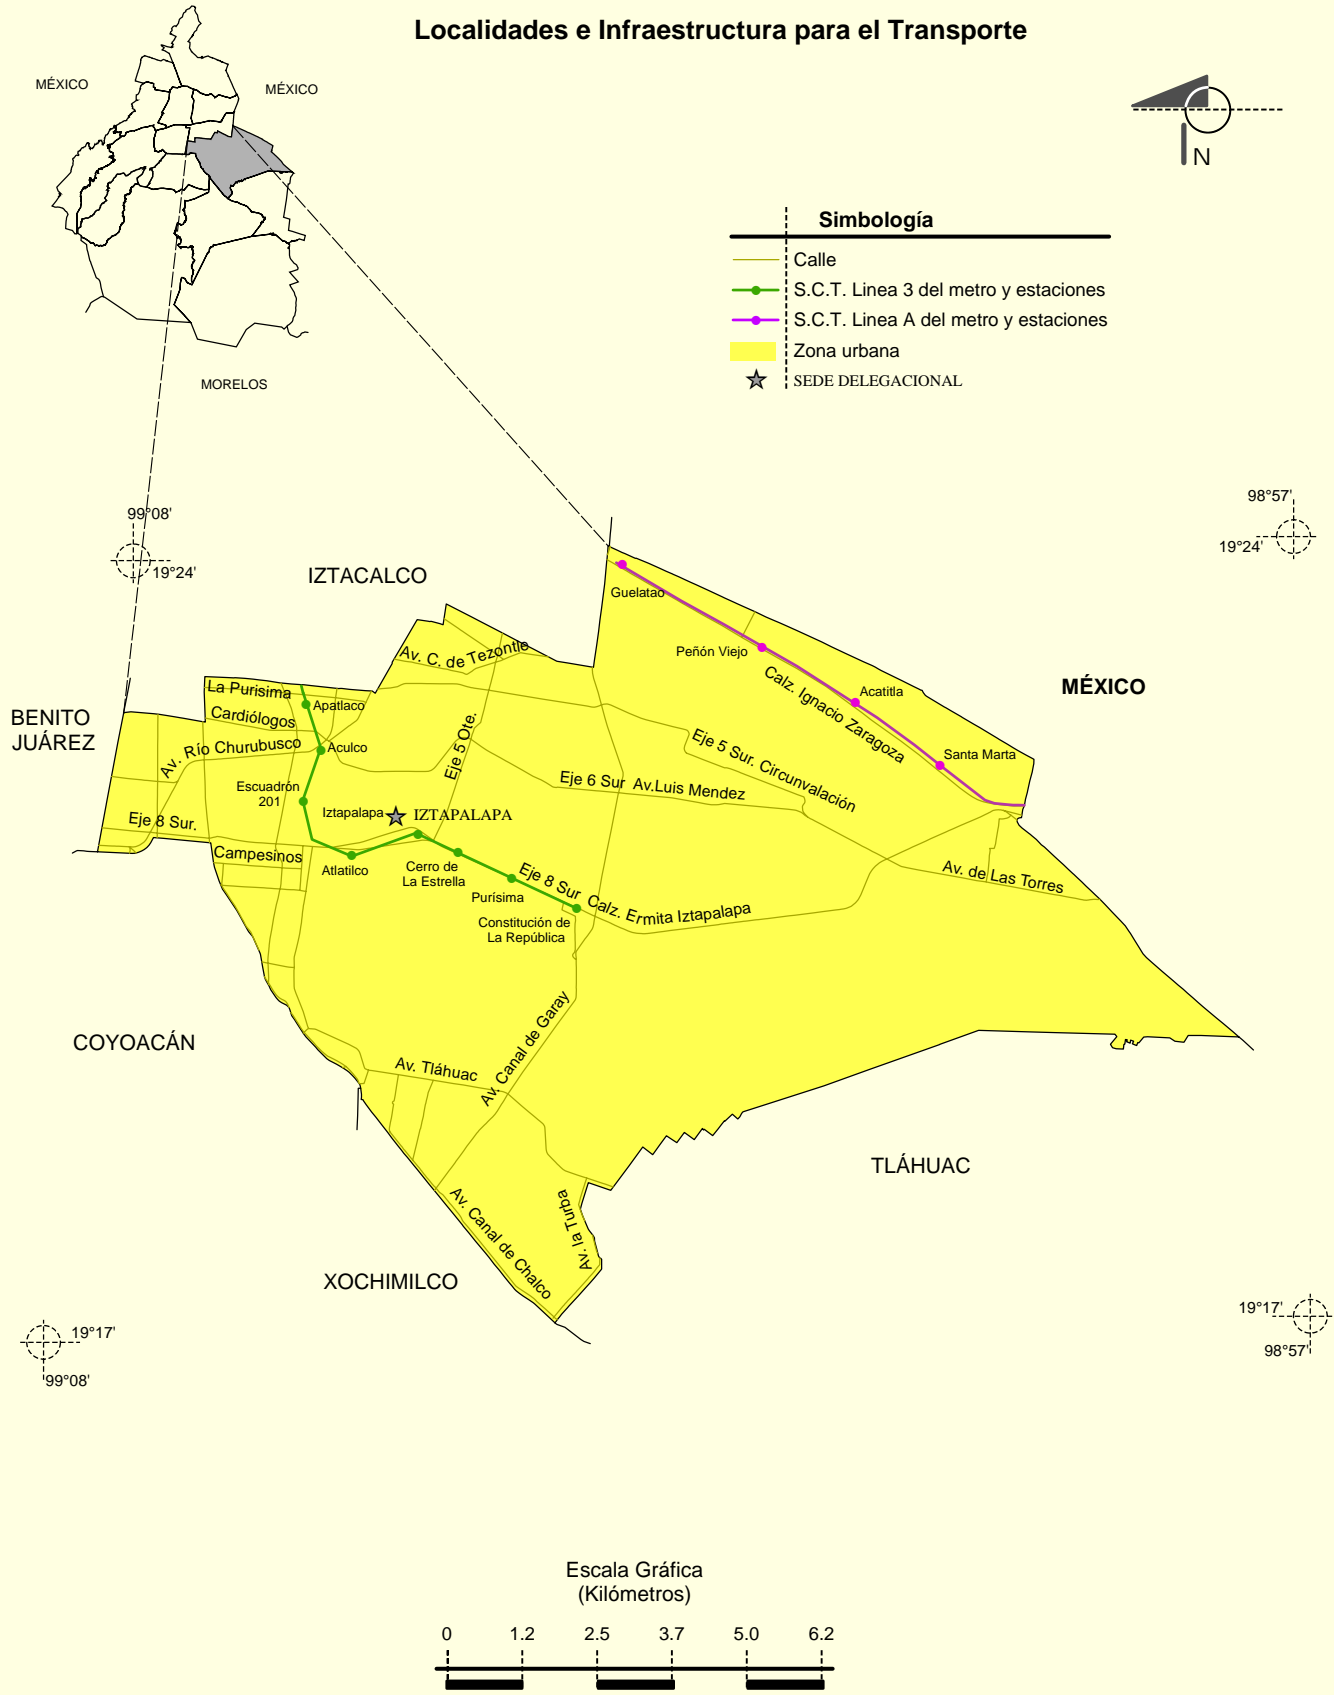 Localidades e Infraestructura para el Transporte
MÉXICO
MÉXICO
MORELOS
N
Simbología
Calle
S.C.T. Linea 3 del metro y estaciones
S.C.T. Linea A del metro y estaciones
Zona urbana
SEDE DELEGACIONAL
99°08'
19°24'
98°57'
19°24'
IZTACALCO
Guelatao
Peñón Viejo
Calz. Ignacio Zaragoza
Acatitla
Santa Marta
MÉXICO
Av. C. de Tezontle
La Purisima
Apatlaco
Cardiólogos
BENITO
JUÁREZ
Av. Río Churubusco
Aculco
Eje 5 Ote.
Eje 5 Sur. Circunvalación
Eje 6 Sur Av.Luis Mendez
Escuadrón
201
Iztapalapa
IZTAPALAPA
Eje 8 Sur.
Campesinos
Atlatilco
Cerro de
La Estrella
Purísima
Eje 8 Sur Calz. Ermita Iztapalapa
Constitución de
La República
Av. de Las Torres
COYOACÁN
Av. Canal de Garay
Av. Tláhuac
TLÁHUAC
Av. la Turba
Av. Canal de Chalco
XOCHIMILCO
19°17'
99°08'
19°17'
98°57'
Escala Gráfica
(Kilómetros)
0 1.2 2.5 3.7 5.0 6.2